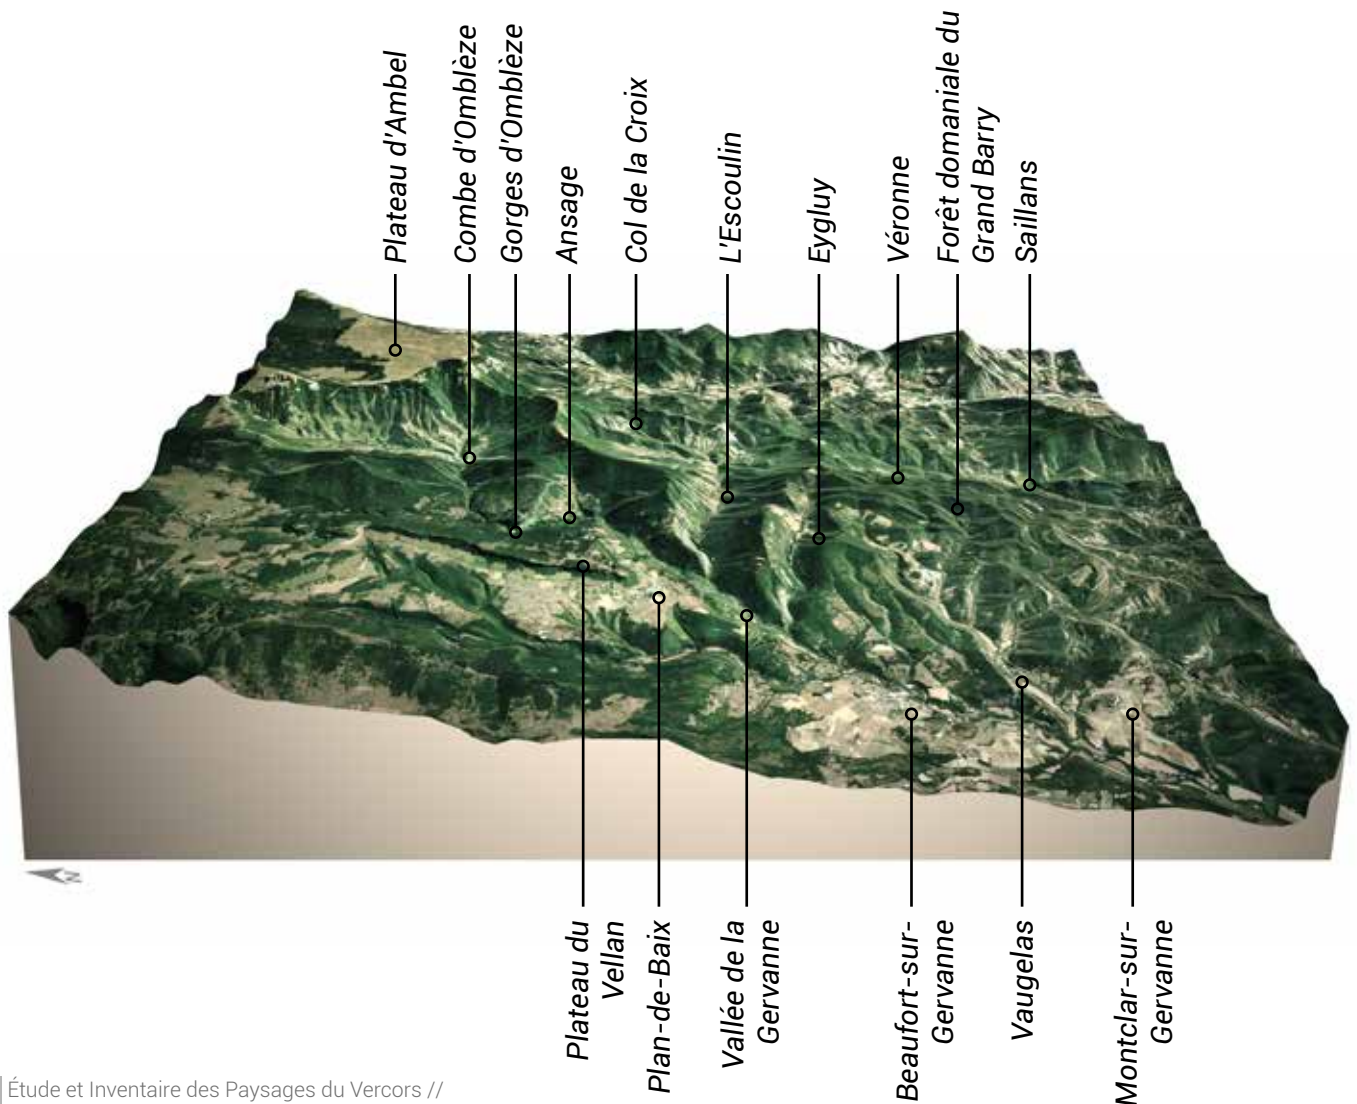 Plateau d'Ambel
Combe d'Omblèze
Gorges d'Omblèze
Ansage
Col de la Croix
L'Escoulin
Eygluy
Véronne
Forêt domaniale du
Grand Barry
Saillans
N
Plateau du
Vellan
Plan-de-Baix
Vallée de la
Gervanne
Beaufort-sur-
Gervanne
Vaugelas
Montclar-sur-
Gervanne
Étude et Inventaire des Paysages du Vercors //